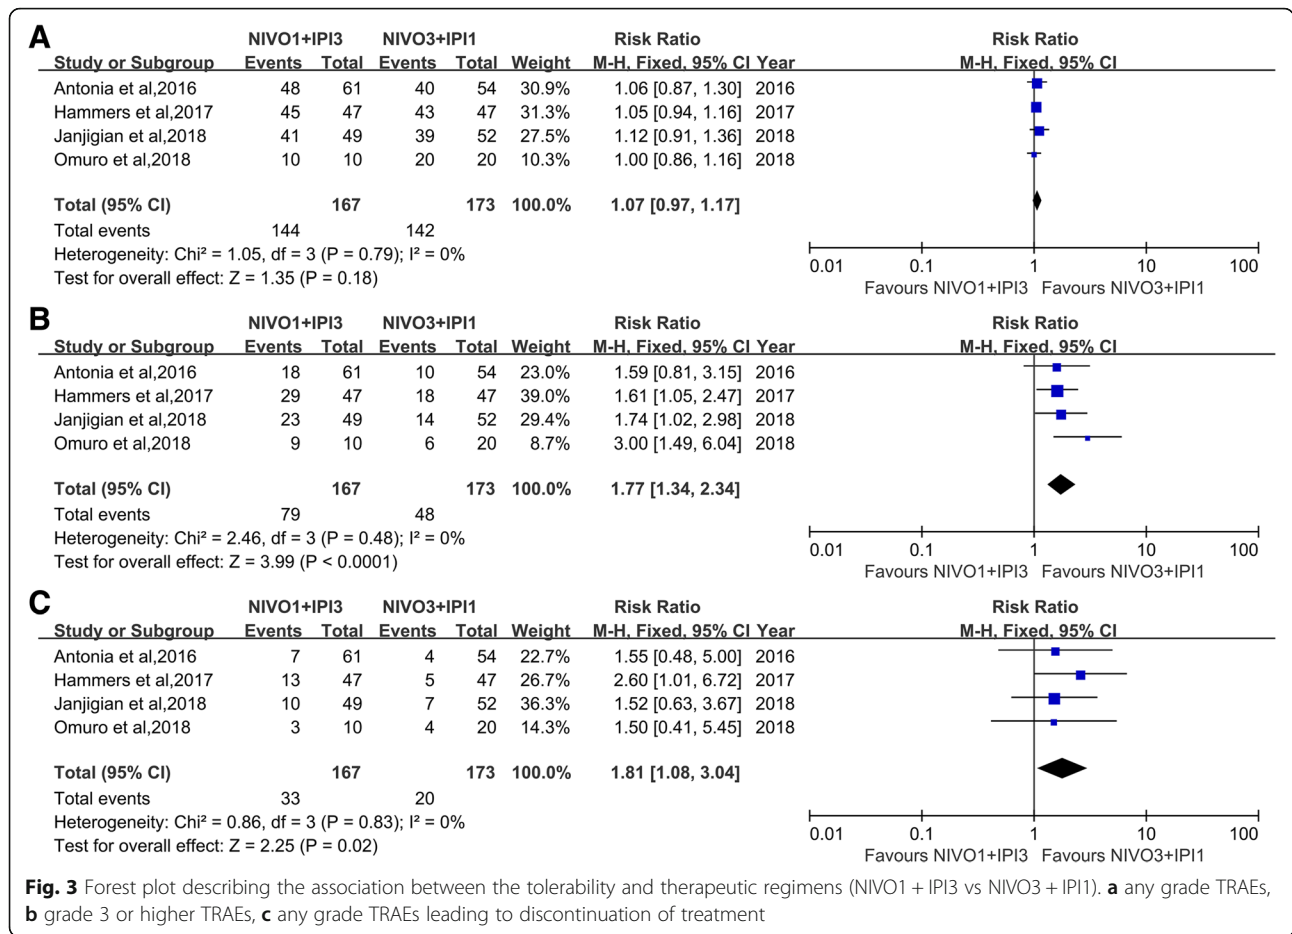 A
NIVO1+IPI3 NIVO3+IPI1 Risk Ratio Risk Ratio
Study or Subgroup Events Total Events Total Weight M-H, Fixed, 95% CI Year M-H, Fixed, 95% CI
Antonia et al,2016 48 61 40 54 30.9% 1.06 [0.87, 1.30] 2016
Hammers et al,2017 45 47 43 47 31.3% 1.05 [0.94, 1.16] 2017
Janjigian et al,2018 41 49 39 52 27.5% 1.12 [0.91, 1.36] 2018
Omuro et al,2018 10 10 20 20 10.3% 1.00 [0.86, 1.16] 2018
Total (95% CI) 167 173 100.0% 1.07 [0.97, 1.17]
Total events 144 142
Heterogeneity: Chi² = 1.05, df = 3 (P = 0.79); I² = 0%
Test for overall effect: Z = 1.35 (P = 0.18)
0.01 0.1 1 10 100
Favours NIVO1+IPI3 Favours NIVO3+IPI1
B
NIVO1+IPI3 NIVO3+IPI1 Risk Ratio Risk Ratio
Study or Subgroup Events Total Events Total Weight M-H, Fixed, 95% CI Year M-H, Fixed, 95% CI
Antonia et al,2016 18 61 10 54 23.0% 1.59 [0.81, 3.15] 2016
Hammers et al,2017 29 47 18 47 39.0% 1.61 [1.05, 2.47] 2017
Janjigian et al,2018 23 49 14 52 29.4% 1.74 [1.02, 2.98] 2018
Omuro et al,2018 9 10 6 20 8.7% 3.00 [1.49, 6.04] 2018
Total (95% CI) 167 173 100.0% 1.77 [1.34, 2.34]
Total events 79 48
Heterogeneity: Chi² = 2.46, df = 3 (P = 0.48); I² = 0%
Test for overall effect: Z = 3.99 (P < 0.0001)
0.01 0.1 1 10 100
Favours NIVO1+IPI3 Favours NIVO3+IPI1
C
NIVO1+IPI3 NIVO3+IPI1 Risk Ratio Risk Ratio
Study or Subgroup Events Total Events Total Weight M-H, Fixed, 95% CI Year M-H, Fixed, 95% CI
Antonia et al,2016 7 61 4 54 22.7% 1.55 [0.48, 5.00] 2016
Hammers et al,2017 13 47 5 47 26.7% 2.60 [1.01, 6.72] 2017
Janjigian et al,2018 10 49 7 52 36.3% 1.52 [0.63, 3.67] 2018
Omuro et al,2018 3 10 4 20 14.3% 1.50 [0.41, 5.45] 2018
Total (95% CI) 167 173 100.0% 1.81 [1.08, 3.04]
Total events 33 20
Heterogeneity: Chi² = 0.86, df = 3 (P = 0.83); I² = 0%
Test for overall effect: Z = 2.25 (P = 0.02)
0.01 0.1 1 10 100
Favours NIVO1+IPI3 Favours NIVO3+IPI1
Fig. 3 Forest plot describing the association between the tolerability and therapeutic regimens (NIVO1 + IPI3 vs NIVO3 + IPI1). a any grade TRAEs,
b grade 3 or higher TRAEs, c any grade TRAEs leading to discontinuation of treatment